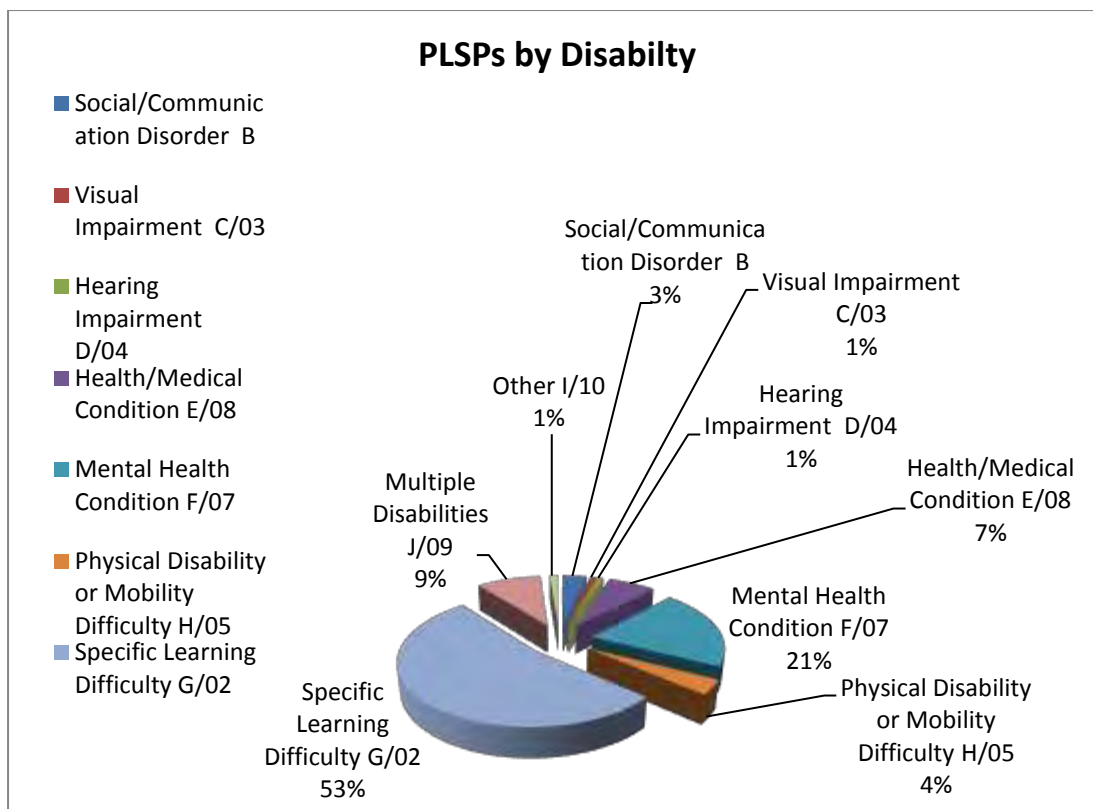 PLSPs by Disabilty
Social/Communic
ation Disorder  B
Visual
Impairment  C/03
Hearing
Impairment
D/04
Health/Medical
Condition E/08
Mental Health
Condition F/07
Physical Disability
or Mobility
Difficulty H/05
Specific Learning
Difficulty G/02
Social/Communica
tion Disorder  B
3%
Visual Impairment
C/03
1%
Hearing
Impairment  D/04
1%
Health/Medical
Condition E/08
7%
Mental Health
Condition F/07
21%
Physical Disability
or Mobility
Difficulty H/05
4%
Specific
Learning
Difficulty G/02
53%
Multiple
Disabilities
J/09
9%
Other I/10
1%